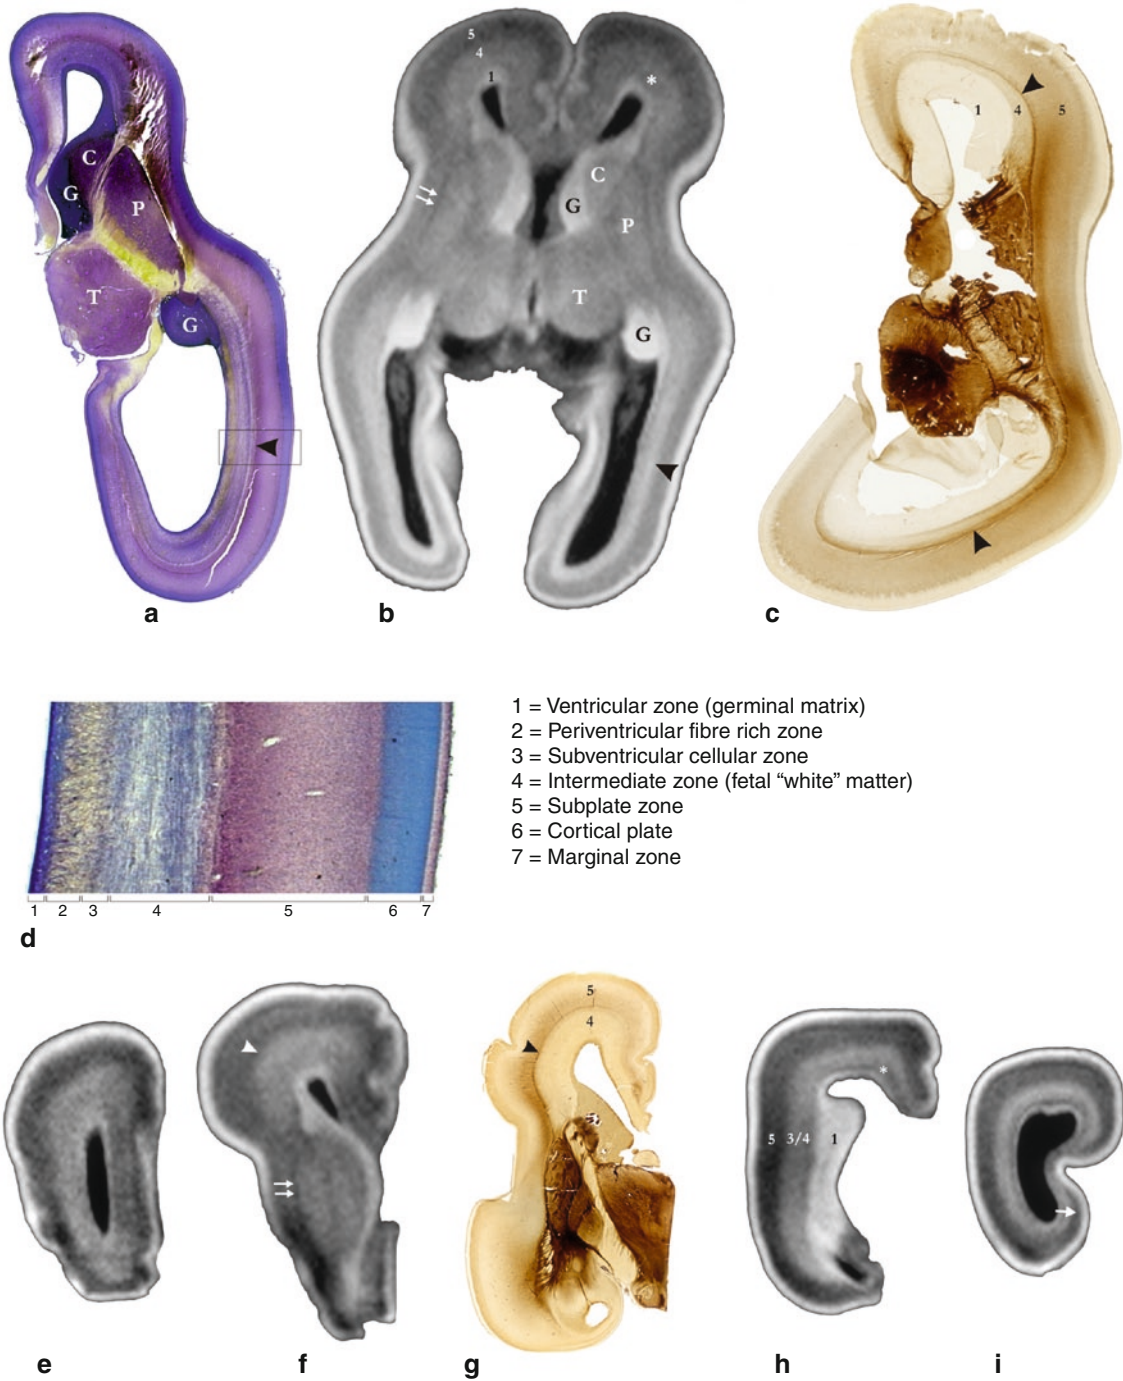 5
4
1
*
C
G
P
T
G
C
G
P
T
G
1
4
5
a
b
c
1 = Ventricular zone (germinal matrix)
2 = Periventricular fibre rich zone
3 = Subventricular cellular zone
4 = Intermediate zone (fetal “white” matter)
5 = Subplate zone
6 = Cortical plate
7 = Marginal zone
1 2 3 4 5 6 7
d
5
4
*
5 3/4 1
e
f
g
h
i